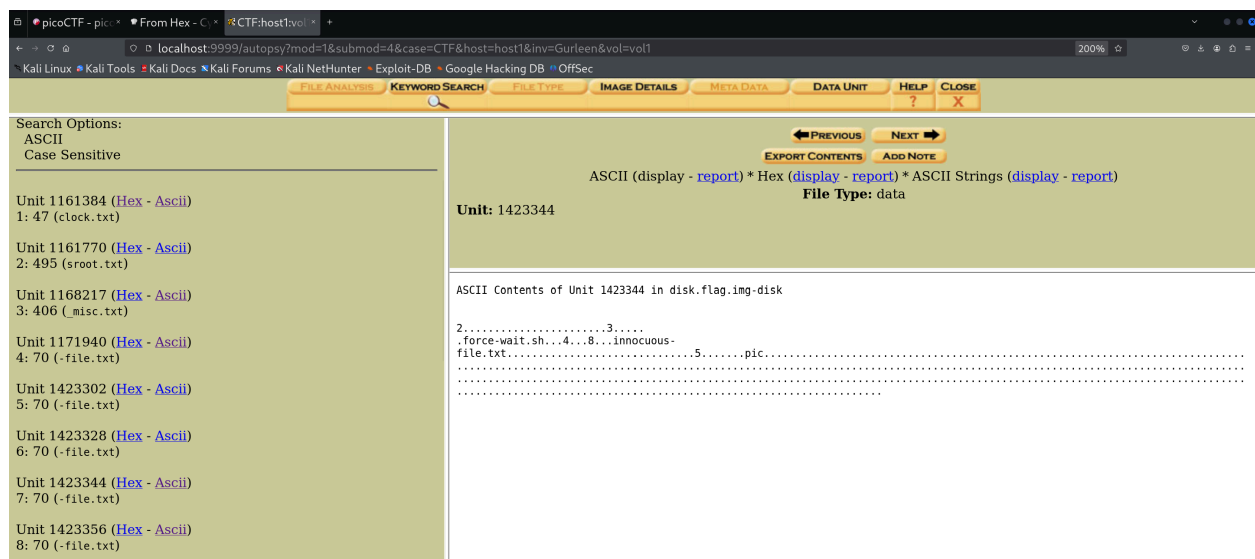 picoCTF - pico
From Hex - Cy
CTF:host1:vol
localhost:9999/autopsy?mod=1&submod=4&case=CTF&host=host1&inv=Gurleen&vol=vol1
200%
Kali Linux Kali Tools Kali Docs Kali Forums Kali NetHunter Exploit-DB Google Hacking DB OffSec
FILE ANALYSIS KEYWORD SEARCH FILE TYPE IMAGE DETAILS META DATA DATA UNIT HELP CLOSE
? X
Search Options:
ASCII
Case Sensitive
Unit 1161384 (Hex - Ascii)
1: 47 (clock.txt)
Unit 1161770 (Hex - Ascii)
2: 495 (sroot.txt)
Unit 1168217 (Hex - Ascii)
3: 406 (_misc.txt)
Unit 1171940 (Hex - Ascii)
4: 70 (-file.txt)
Unit 1423302 (Hex - Ascii)
5: 70 (-file.txt)
Unit 1423328 (Hex - Ascii)
6: 70 (-file.txt)
Unit 1423344 (Hex - Ascii)
7: 70 (-file.txt)
Unit 1423356 (Hex - Ascii)
8: 70 (-file.txt)
PREVIOUS NEXT
EXPORT CONTENTS ADD NOTE
ASCII (display - report) * Hex (display - report) * ASCII Strings (display - report)
File Type: data
Unit: 1423344
ASCII Contents of Unit 1423344 in disk.flag.img-disk
2.......................3.....
.force-wait.sh...4...8...innocuous-
file.txt..............................5.......pic............................................................................
.............................................................................................................................
.............................................................................................................................
...................................................................